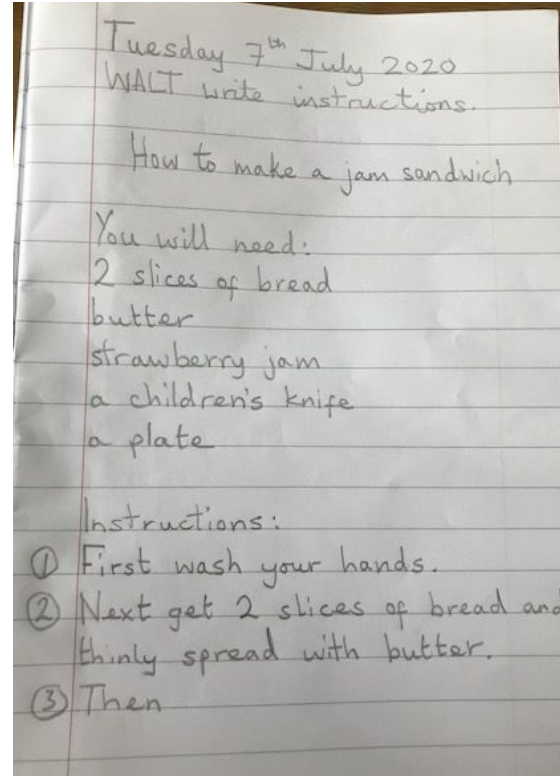 Tuesday 7th July 2020
WALT write instructions.
How to make a jam sandwich
You will need:
2 slices of bread
butter
strawberry jam
a children's knife
a plate
Instructions:
① First wash your hands.
② Next get 2 slices of bread and
thinly spread with butter.
③ Then